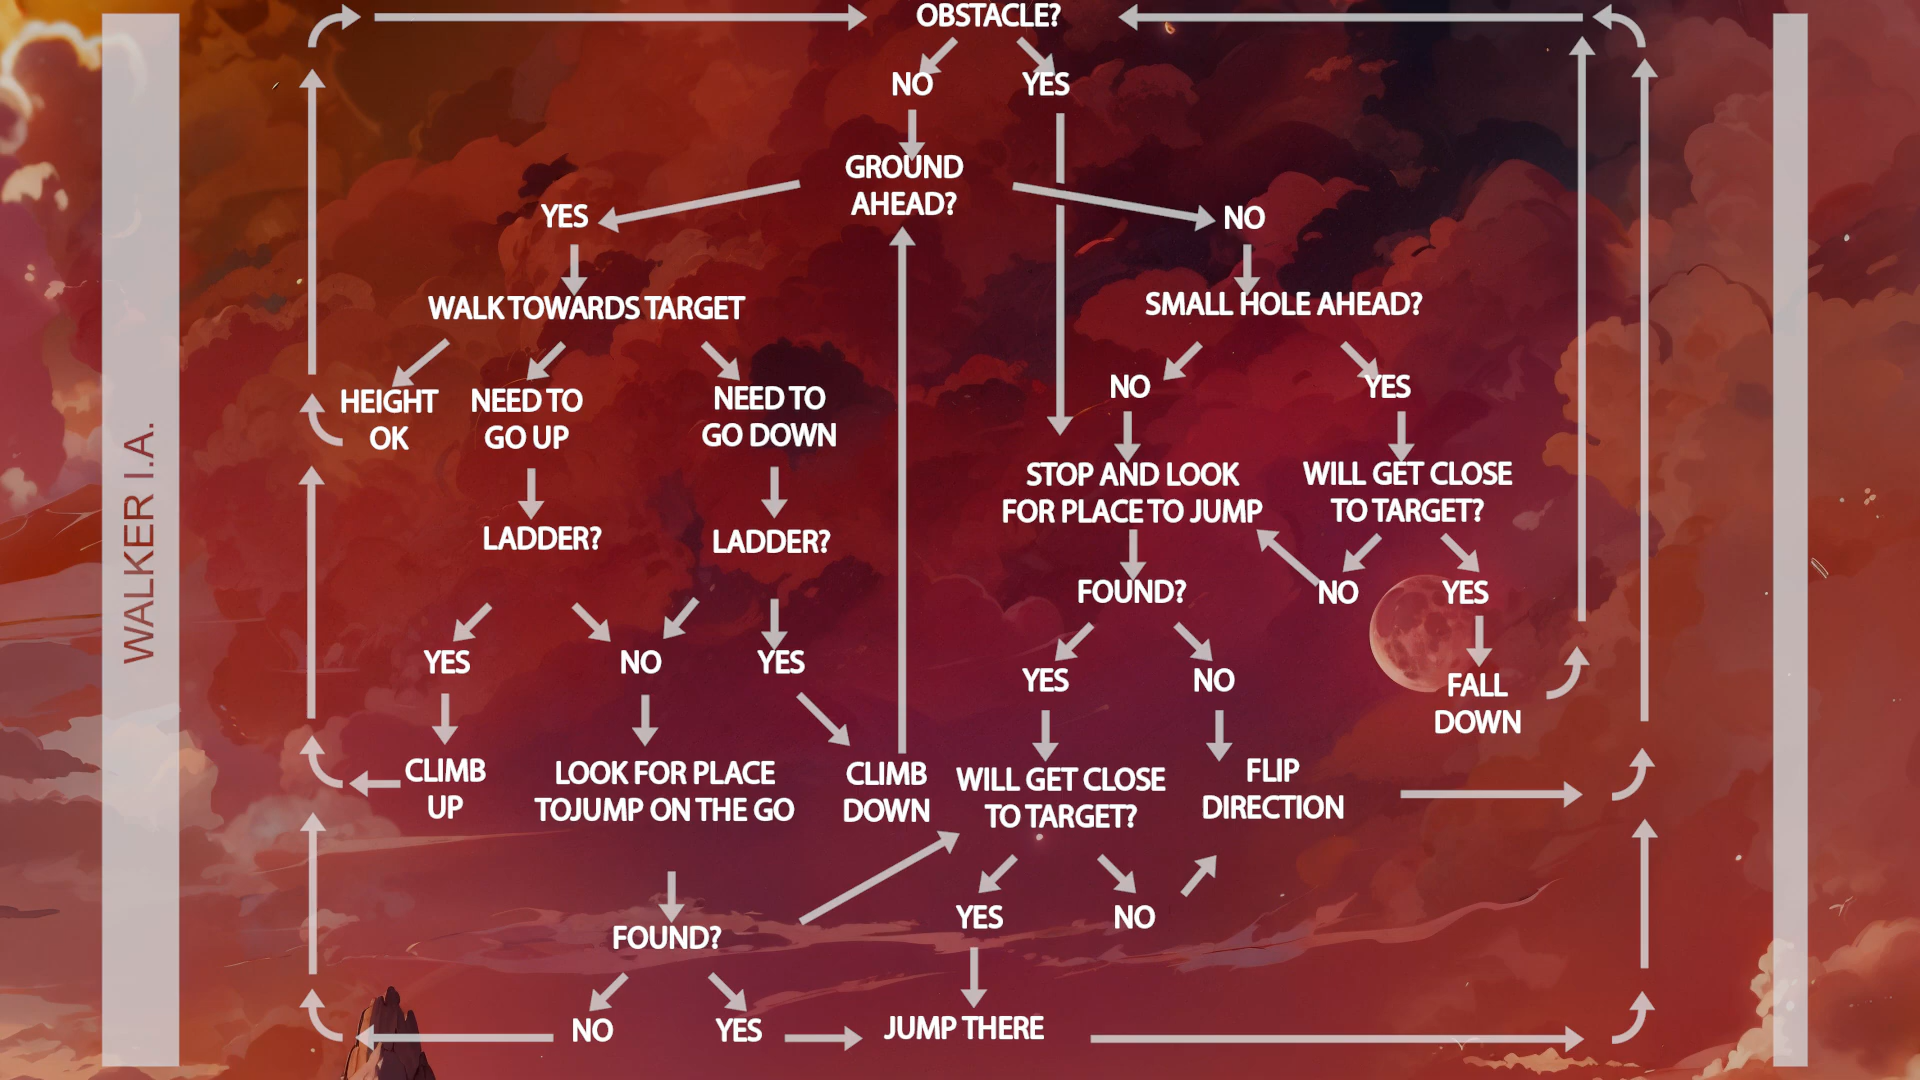 OBSTACLE?
NO
YES
GROUND
AHEAD?
YES
NO
WALK TOWARDS TARGET
SMALL HOLE AHEAD?
HEIGHT
OK
NEED TO
GO UP
NEED TO
GO DOWN
NO
YES
WALKER I.A.
LADDER?
LADDER?
STOP AND LOOK
FOR PLACE TO JUMP
WILL GET CLOSE
TO TARGET?
FOUND?
NO
YES
YES
NO
YES
YES
NO
FALL
DOWN
CLIMB
UP
LOOK FOR PLACE
TOJUMP ON THE GO
CLIMB
DOWN
WILL GET CLOSE
TO TARGET?
FLIP
DIRECTION
FOUND?
YES
NO
NO
YES
JUMP THERE